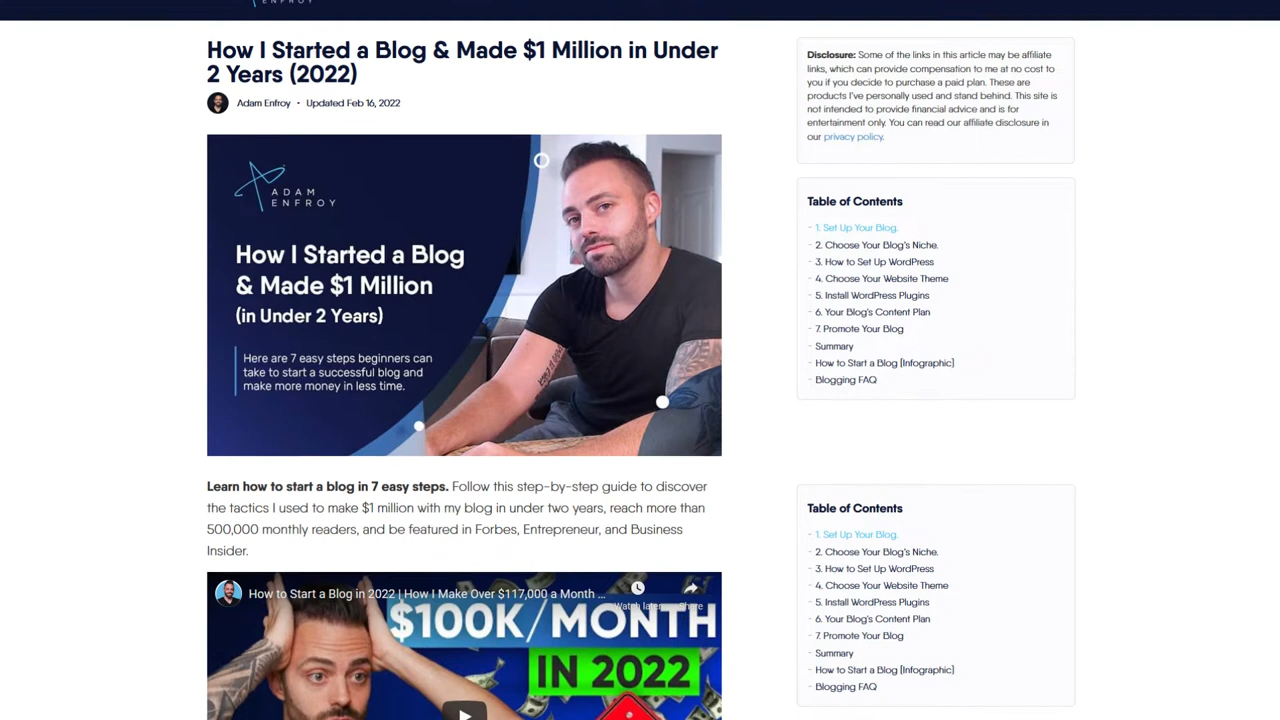 ENFROY
How I Started a Blog & Made $1 Million in Under
2 Years (2022)
Adam Enfroy • Updated Feb 16, 2022
ADAM
ENFROY
How I Started a Blog
& Made $1 Million
(in Under 2 Years)
Here are 7 easy steps beginners can
take to start a successful blog and
make more money in less time.
Learn how to start a blog in 7 easy steps. Follow this step-by-step guide to discover
the tactics I used to make $1 million with my blog in under two years, reach more than
500,000 monthly readers, and be featured in Forbes, Entrepreneur, and Business
Insider.
How to Start a Blog in 2022 | How I Make Over $117,000 a Month ...
Watch later
Share
$100K/MONTH
IN 2022
Disclosure: Some of the links in this article may be affiliate
links, which can provide compensation to me at no cost to
you if you decide to purchase a paid plan. These are
products I've personally used and stand behind. This site is
not intended to provide financial advice and is for
entertainment only. You can read our affiliate disclosure in
our privacy policy.
Table of Contents
- 1. Set Up Your Blog.
- 2. Choose Your Blog's Niche.
- 3. How to Set Up WordPress
- 4. Choose Your Website Theme
- 5. Install WordPress Plugins
- 6. Your Blog's Content Plan
- 7. Promote Your Blog
- Summary
- How to Start a Blog [Infographic]
- Blogging FAQ
Table of Contents
- 1. Set Up Your Blog.
- 2. Choose Your Blog's Niche.
- 3. How to Set Up WordPress
- 4. Choose Your Website Theme
- 5. Install WordPress Plugins
- 6. Your Blog's Content Plan
- 7. Promote Your Blog
- Summary
- How to Start a Blog [Infographic]
- Blogging FAQ